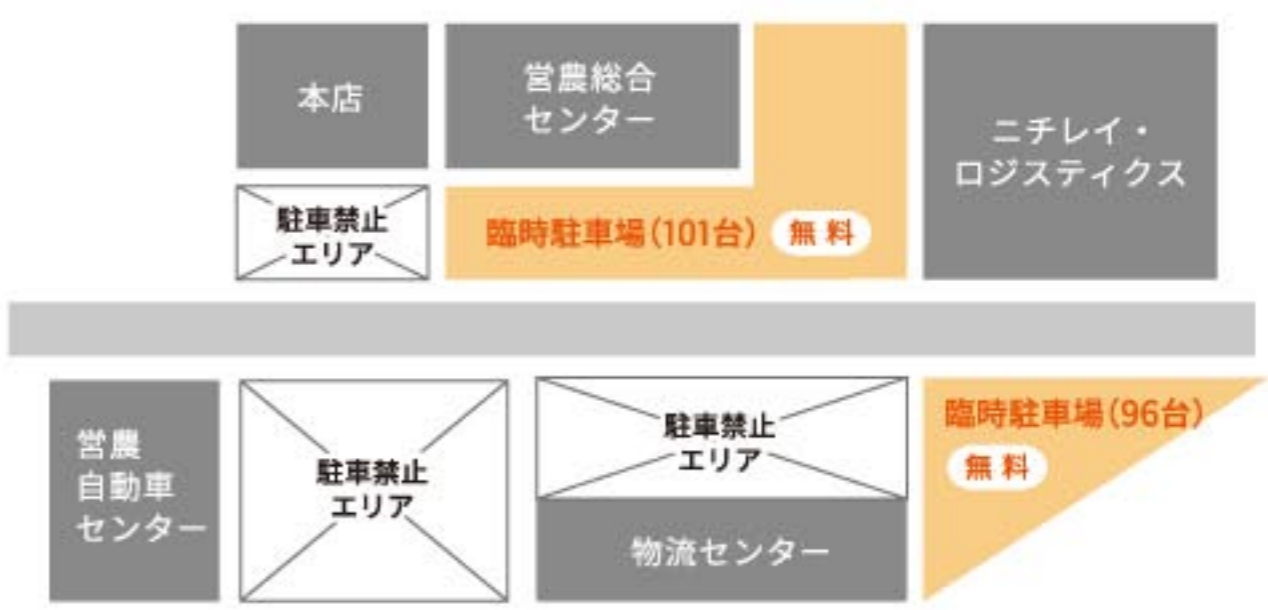 本店
営農総合
センター
ニチレイ・
ロジスティクス
駐車禁止
エリア
臨時駐車場(101台) 無料
営農
自動車
センター
駐車禁止
エリア
駐車禁止
エリア
物流センター
臨時駐車場(96台)
無料